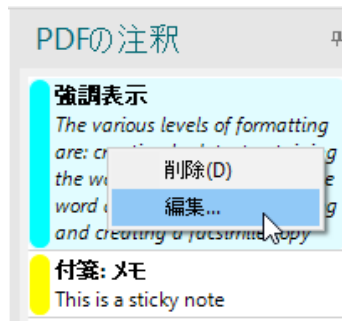 PDFの注釈
強調表示
The various levels of formatting
are:
the
word
and creating a facsimile copy
削除(D)
編集...
付箋: メモ
This is a sticky note